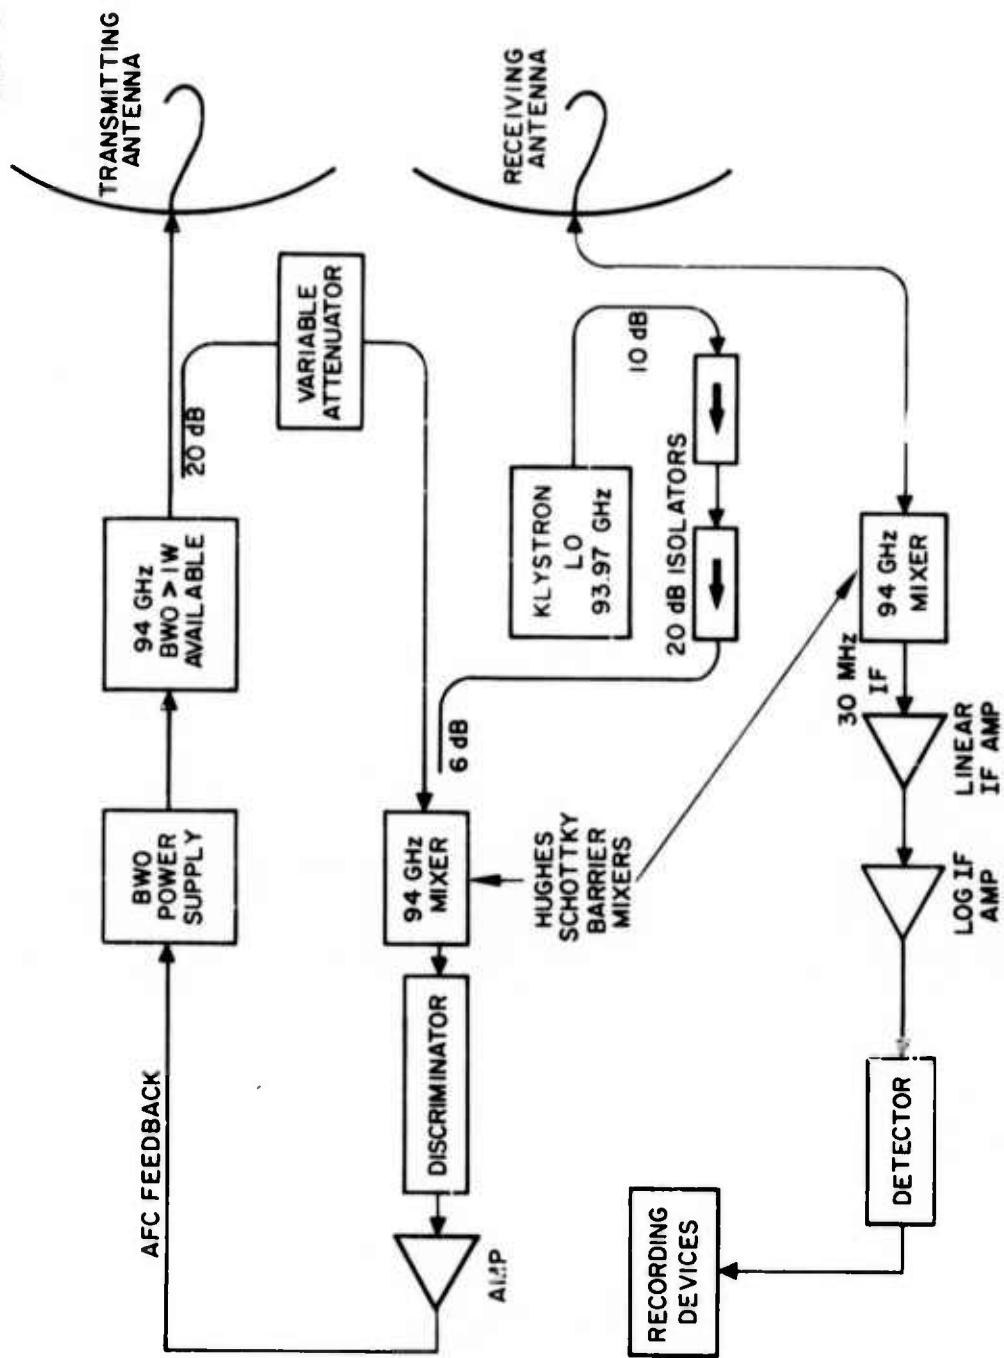 TRANSMITTING
ANTENNA
94 GHz
BWO > 1W
AVAILABLE
BWO
POWER
SUPPLY
AFC FEEDBACK
20 dB
VARIABLE
ATTENUATOR
RECEIVING
ANTENNA
10 dB
KLYSTRON
LO
93.97 GHz
20 dB ISOLATORS
6 dB
94 GHz
MIXER
DISCRIMINATOR
AMP
HUGHES
SCHOTTKY
BARRIER
MIXERS
94 GHz
MIXER
30 MHz
IF
LINEAR
IF AMP
LOG IF
AMP
DETECTOR
RECORDING
DEVICES